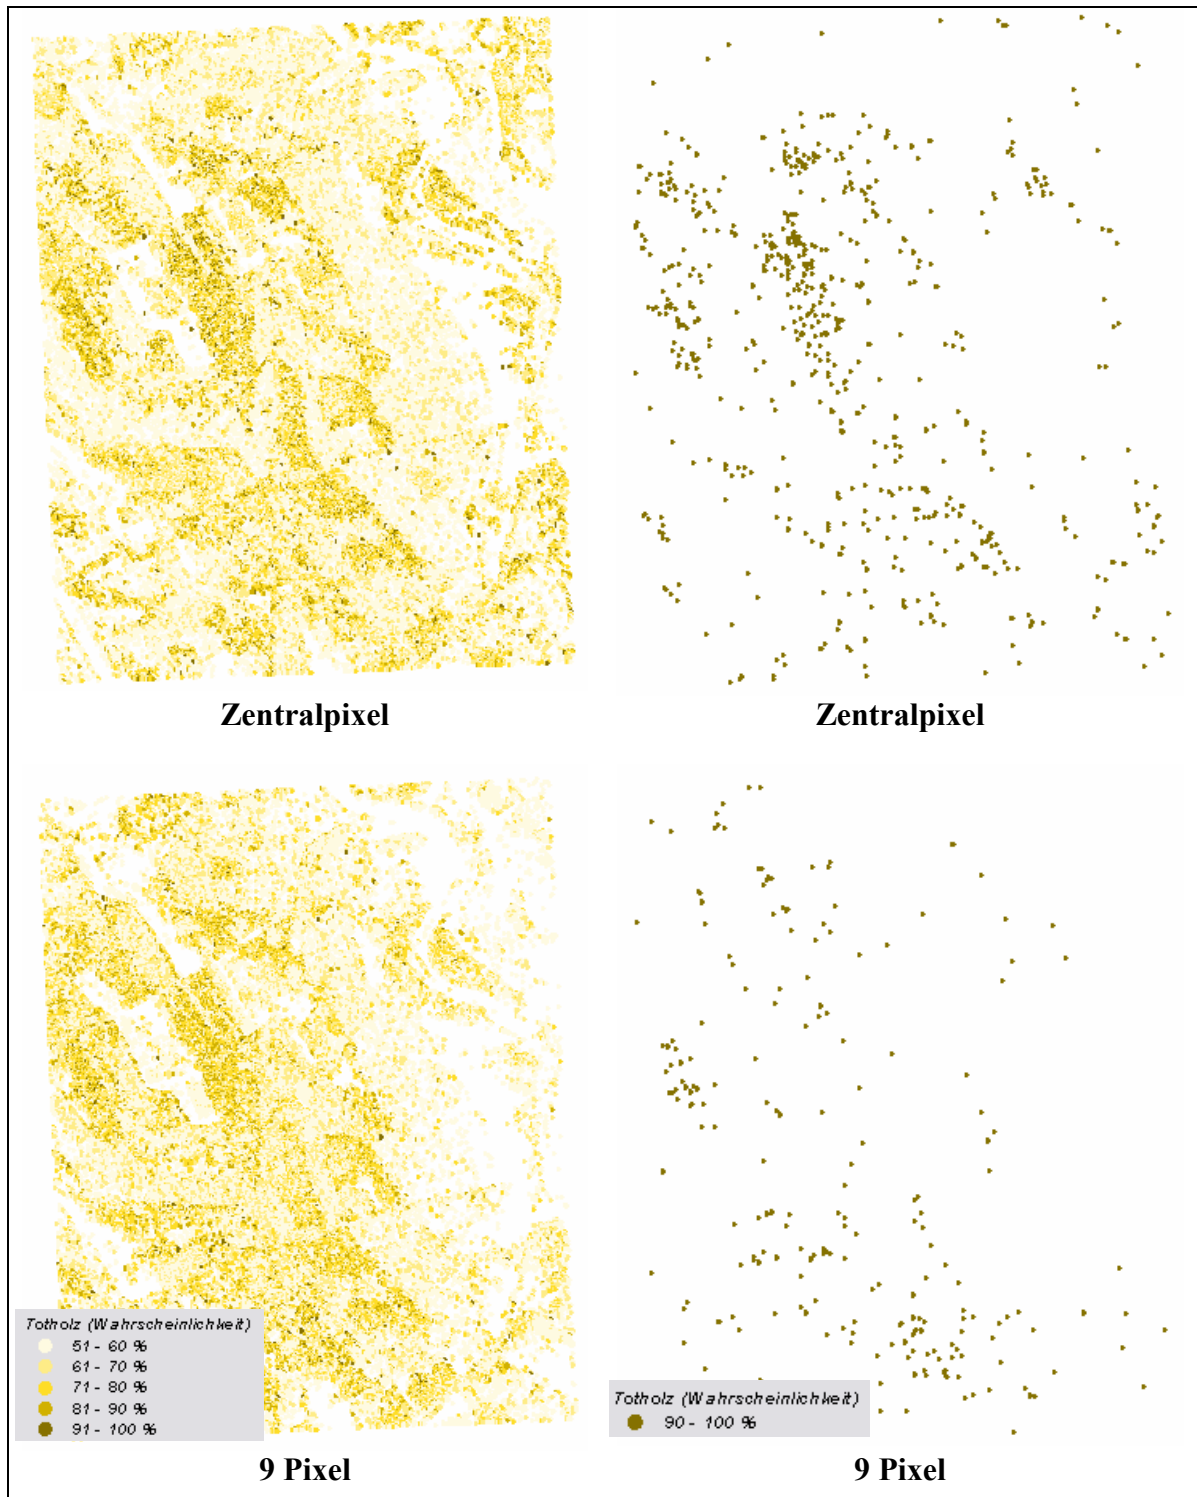 Zentralpixel
Zentralpixel
Totholz (Wahrscheinlichkeit)
51 - 60 %
61 - 70 %
71 - 80 %
81 - 90 %
91 - 100 %
Totholz (Wahrscheinlichkeit)
90 - 100 %
9 Pixel
9 Pixel